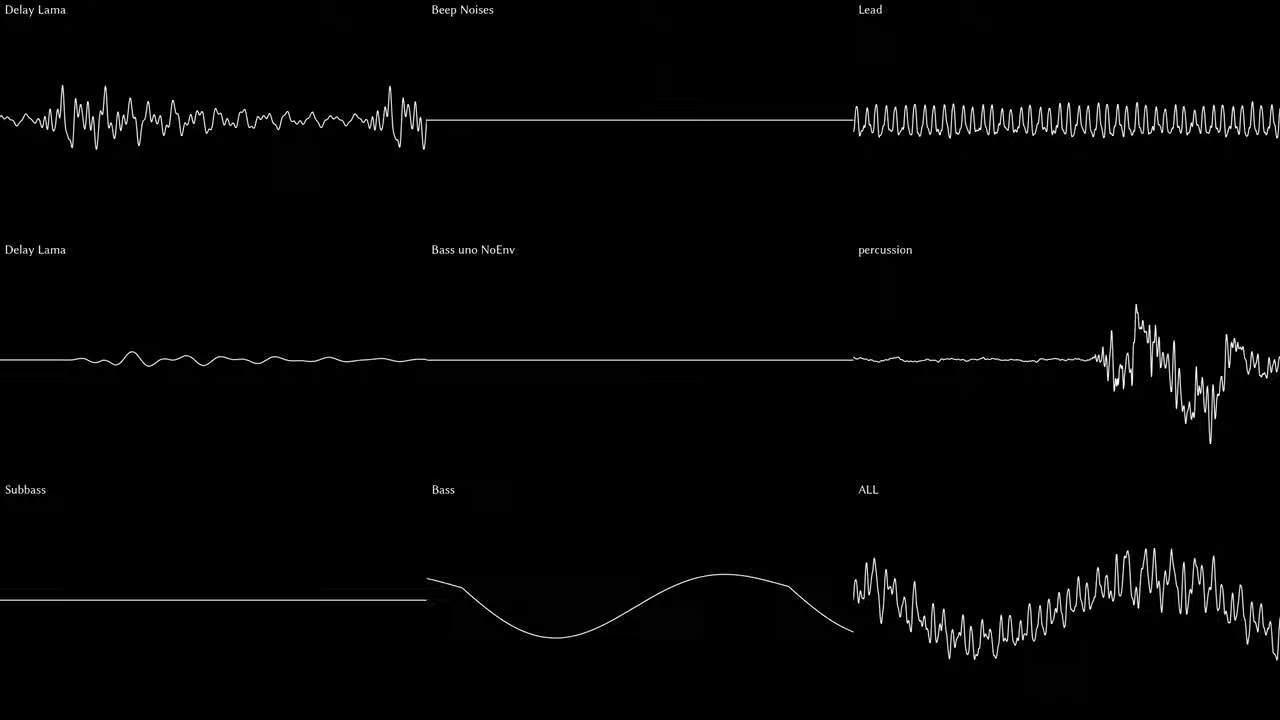 Delay Lama
Beep Noises
Lead
Delay Lama
Bass uno NoEnv
percussion
Subbass
Bass
ALL